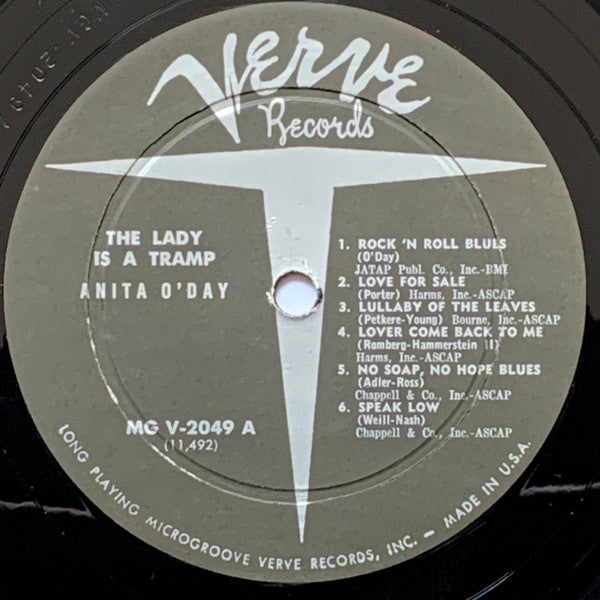 Verve
Records
THE LADY
IS A TRAMP
ANITA O'DAY
MG V-2049 A
(11,492)
1. ROCK 'N ROLL BLUES
(O'Day)
JATAP Publ. Co., Inc.-BMI
2. LOVE FOR SALE
(Porter) Harms, Inc.-ASCAP
3. LULLABY OF THE LEAVES
(Petkere-Young) Bourne, Inc.-ASCAP
4. LOVER COME BACK TO ME
(Romberg-Hammerstein II)
Harms, Inc.-ASCAP
5. NO SOAP, NO HOPE BLUES
(Adler-Ross)
Chappell & Co., Inc.-ASCAP
6. SPEAK LOW
(Weill-Nash)
Chappell & Co., Inc.-ASCAP
LONG PLAYING MICROGROOVE VERVE RECORDS, INC. — MADE IN U.S.A.